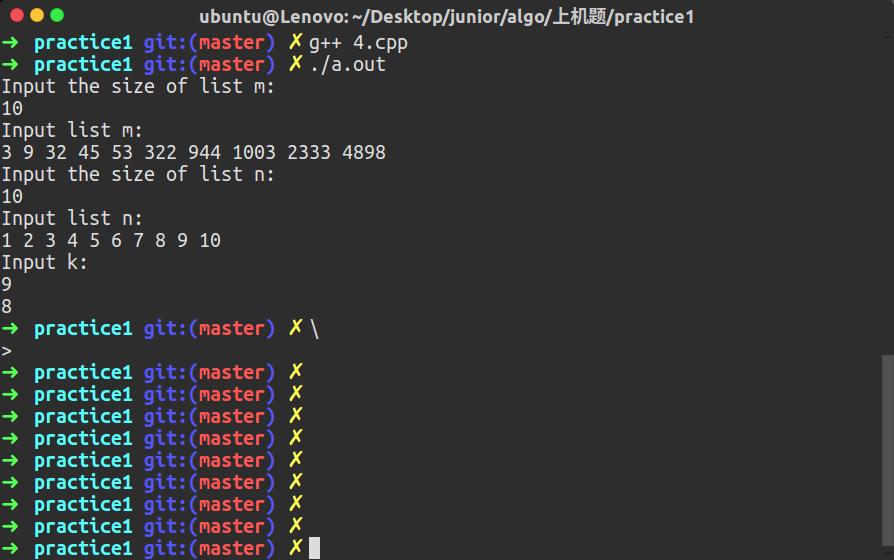 ubuntu@Lenovo: ~/Desktop/junior/algo/上机题/practice1
➜ practice1 git:(master) ✗ g++ 4.cpp
➜ practice1 git:(master) ✗ ./a.out
Input the size of list m:
10
Input list m:
3 9 32 45 53 322 944 1003 2333 4898
Input the size of list n:
10
Input list n:
1 2 3 4 5 6 7 8 9 10
Input k:
9
8
➜ practice1 git:(master) ✗ \
>
➜ practice1 git:(master) ✗
➜ practice1 git:(master) ✗
➜ practice1 git:(master) ✗
➜ practice1 git:(master) ✗
➜ practice1 git:(master) ✗
➜ practice1 git:(master) ✗
➜ practice1 git:(master) ✗
➜ practice1 git:(master) ✗
➜ practice1 git:(master) ✗